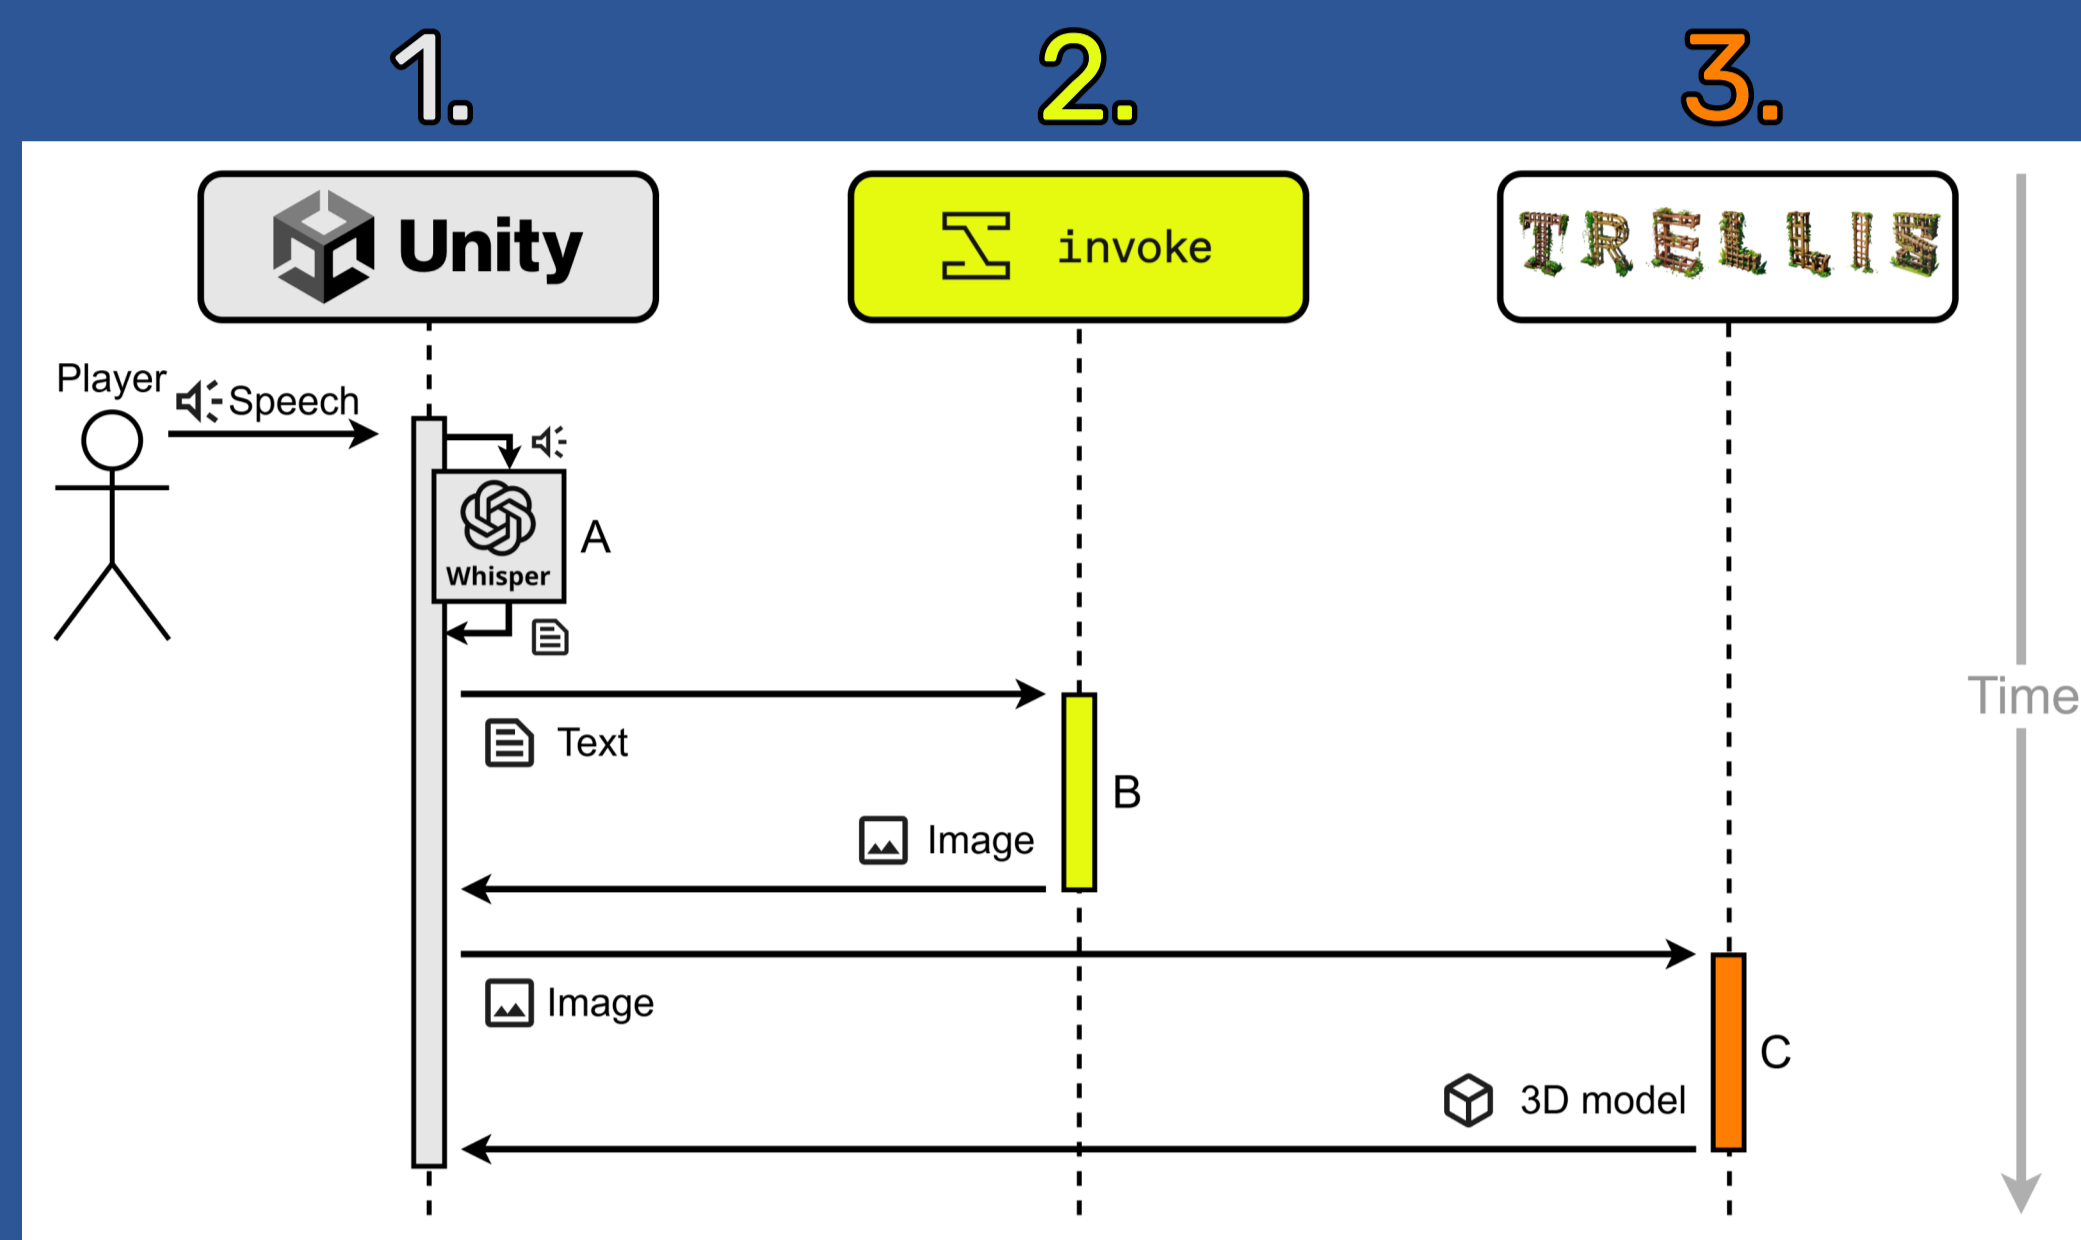 1. 2. 3.
Unity
invoke
TRELLIS
Player
Speech
Whisper
A
Text
Time
B
Image
Image
C
3D model